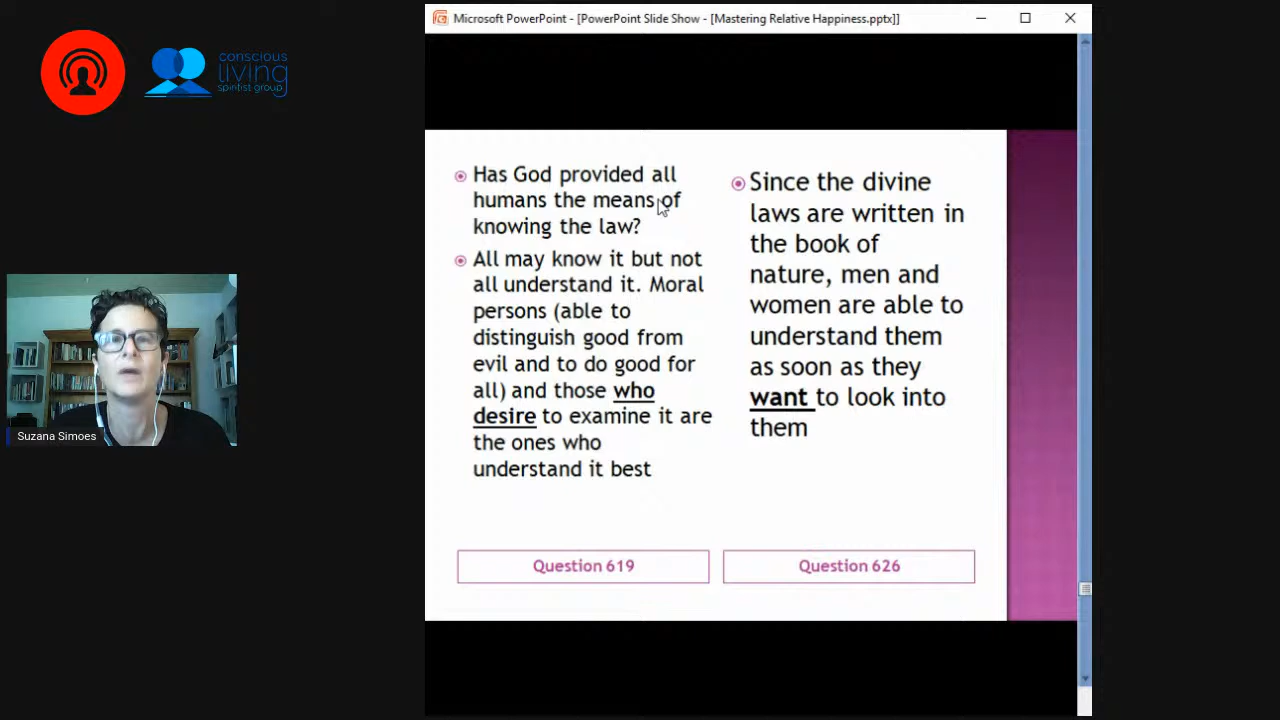 Microsoft PowerPoint - [PowerPoint Slide Show - [Mastering Relative Happiness.pptx]]
conscious
living
spiritist group
Has God provided all
humans the means of
knowing the law?
All may know it but not
all understand it. Moral
persons (able to
distinguish good from
evil and to do good for
all) and those who
desire to examine it are
the ones who
understand it best
Question 619
Since the divine
laws are written in
the book of
nature, men and
women are able to
understand them
as soon as they
want to look into
them
Question 626
Suzana Simoes